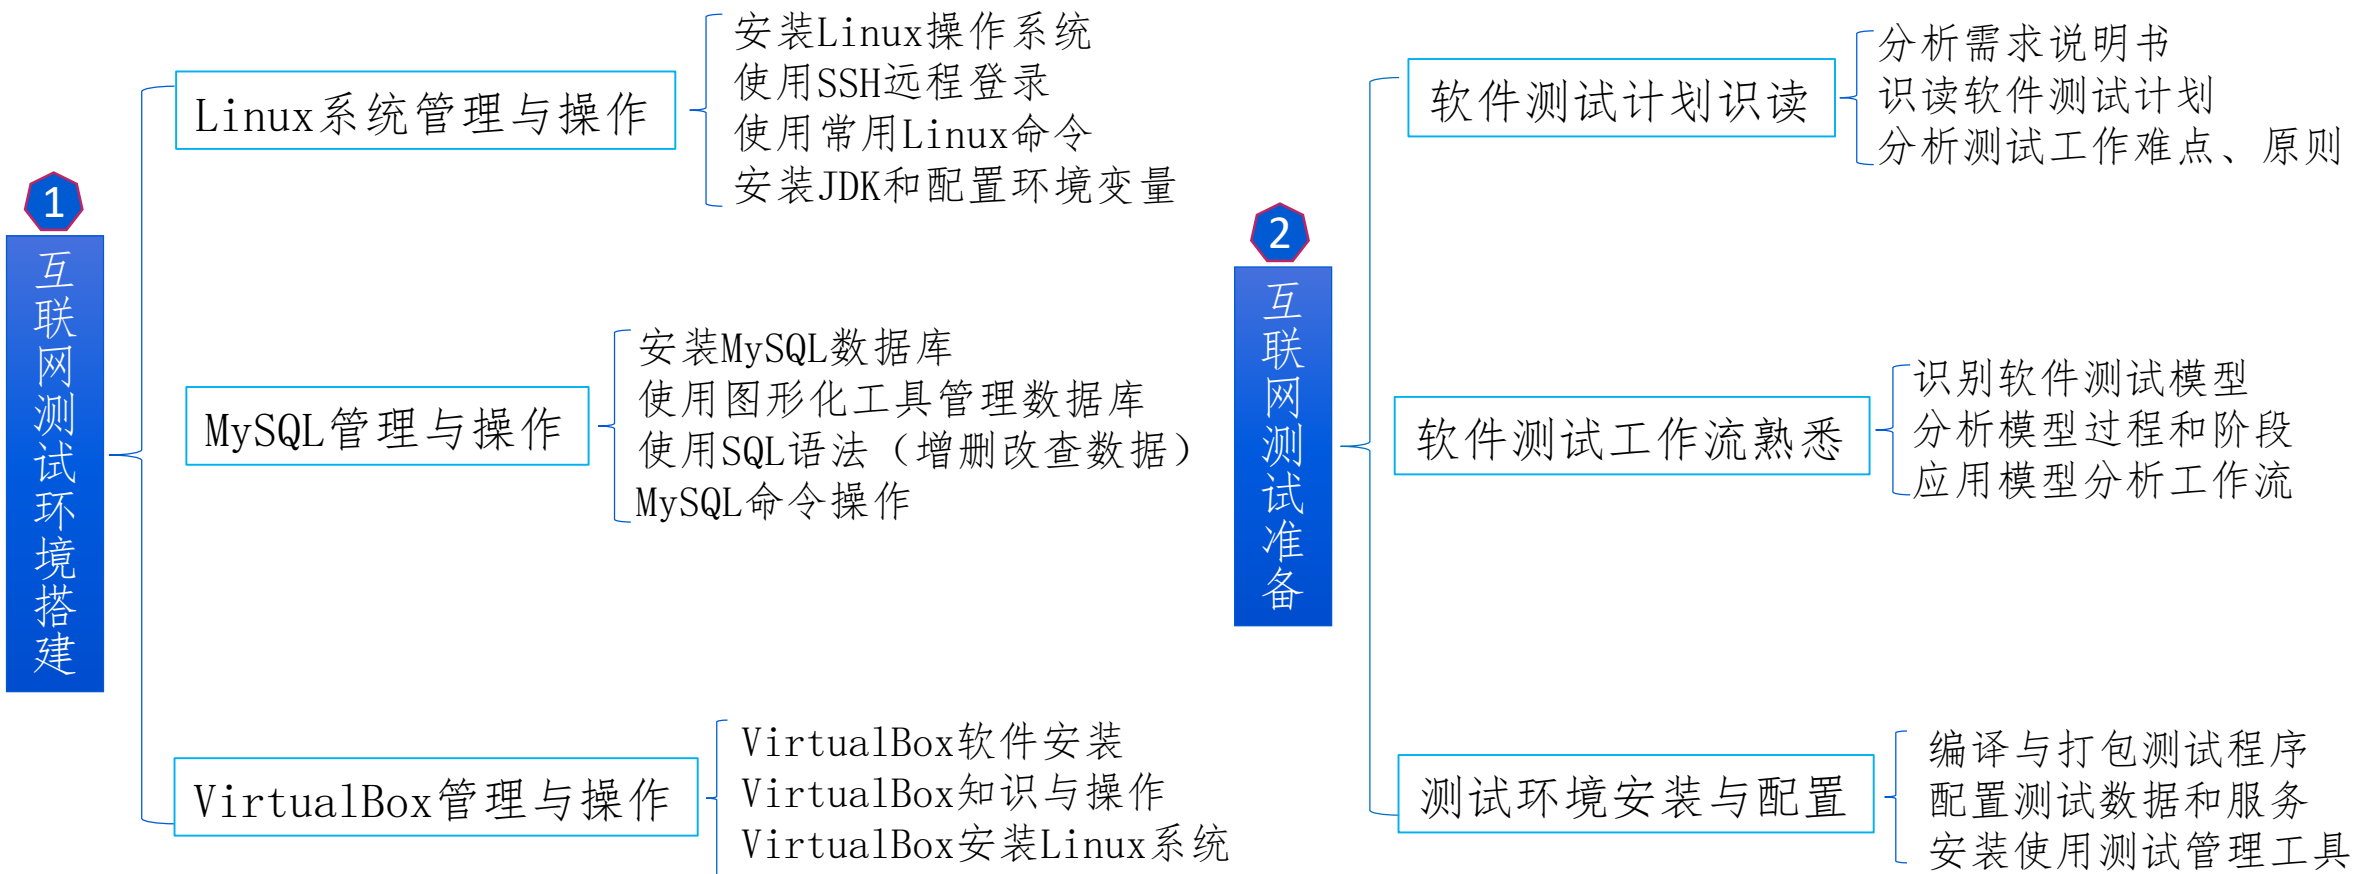 1
互联网测试环境搭建
Linux系统管理与操作
安装Linux操作系统
使用SSH远程登录
使用常用Linux命令
安装JDK和配置环境变量
MySQL管理与操作
安装MySQL数据库
使用图形化工具管理数据库
使用SQL语法（增删改查数据）
MySQL命令操作
VirtualBox管理与操作
VirtualBox软件安装
VirtualBox知识与操作
VirtualBox安装Linux系统
2
互联网测试准备
软件测试计划识读
分析需求说明书
识读软件测试计划
分析测试工作难点、原则
软件测试工作流熟悉
识别软件测试模型
分析模型过程和阶段
应用模型分析工作流
测试环境安装与配置
编译与打包测试程序
配置测试数据和服务
安装使用测试管理工具